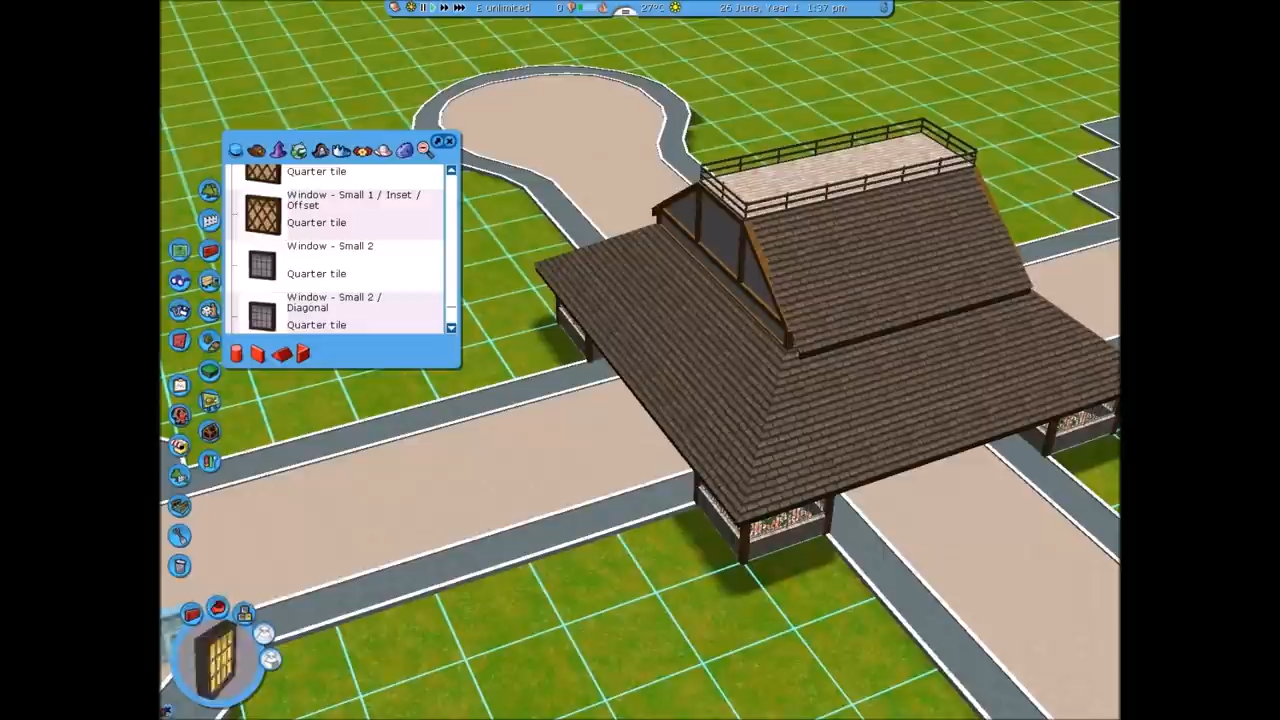 £ unlimited 0 27°C 26 June, Year 1 1:37 pm
Quarter tile
Window - Small 1 / Inset /
Offset
Quarter tile
Window - Small 2
Quarter tile
Window - Small 2 /
Diagonal
Quarter tile